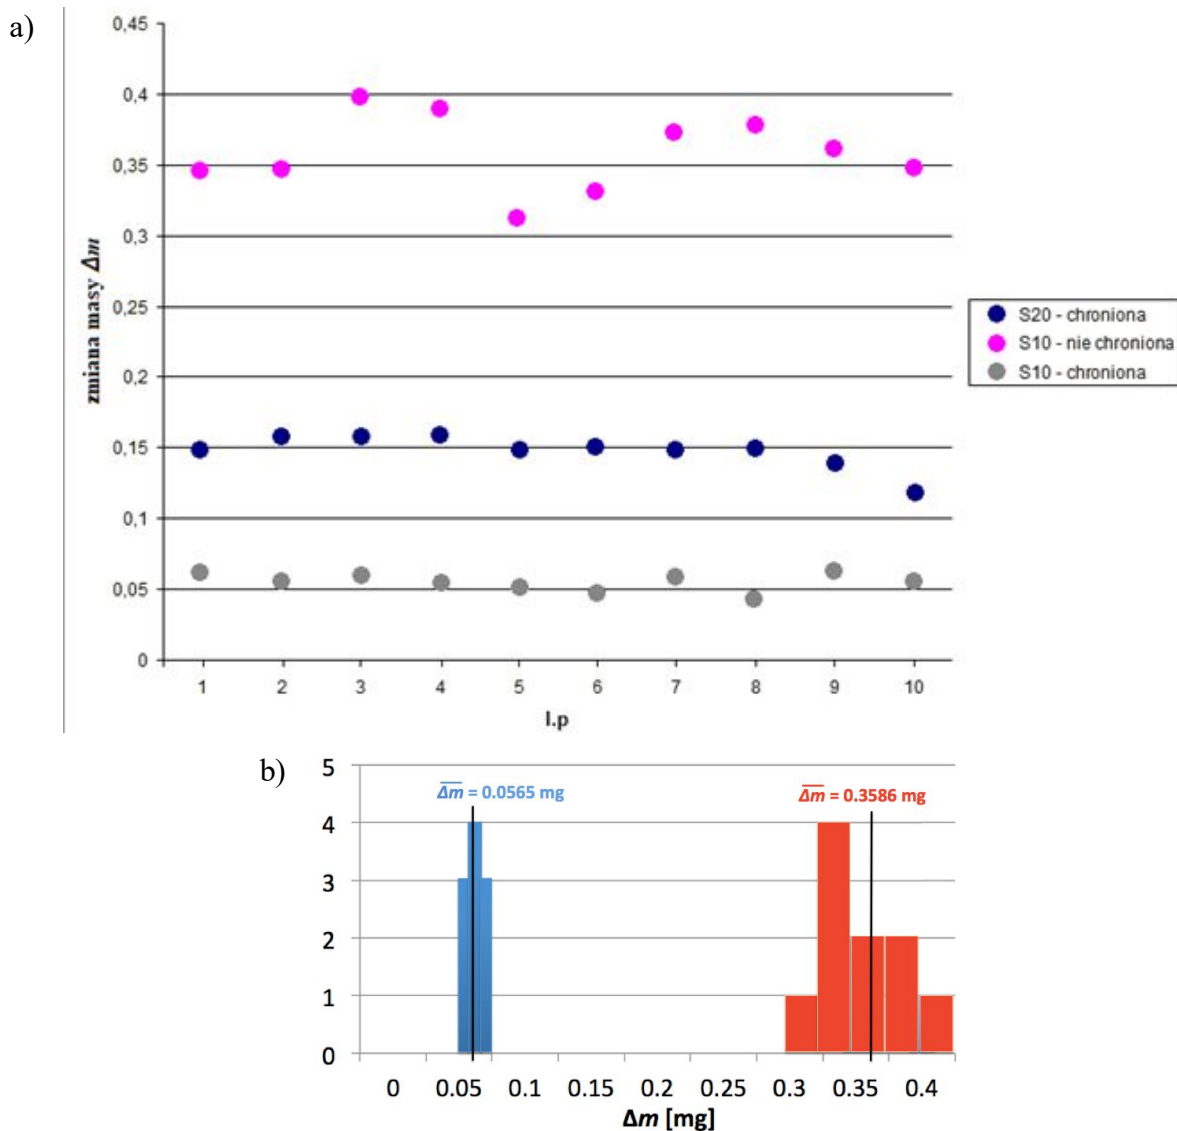 a)
0,45
0,4
0,35
0,3
0,25
0,2
0,15
0,1
0,05
0
zmiana masy Δm
1 2 3 4 5 6 7 8 9 10
l.p
S20 - chroniona
S10 - nie chroniona
S10 - chroniona
b)
5
4
3
2
1
0
Δm = 0.0565 mg
Δm = 0.3586 mg
0 0.05 0.1 0.15 0.2 0.25 0.3 0.35 0.4
Δm [mg]